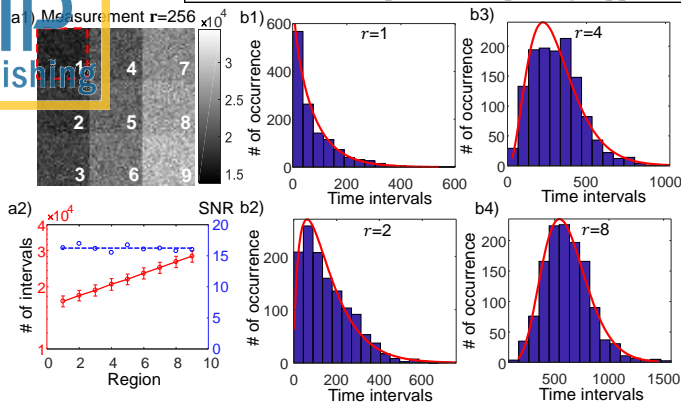 a1) Measurement r=256
x10⁴
1 4 7
2 5 8
3 6 9
3
2.5
2
1.5
ishing
b1)
r=1
# of occurrence
600
400
200
0
0 200 400 600
Time intervals
b3)
r=4
# of occurrence
200
150
100
50
0
0 500 1000
Time intervals
a2)
x10⁴
SNR
# of intervals
4
3
2
1
20
15
10
5
0
0 2 4 6 8 10
Region
b2)
r=2
# of occurrence
200
100
0
0 200 400 600
Time intervals
b4)
r=8
# of occurrence
200
150
100
50
0
500 1000 1500
Time intervals